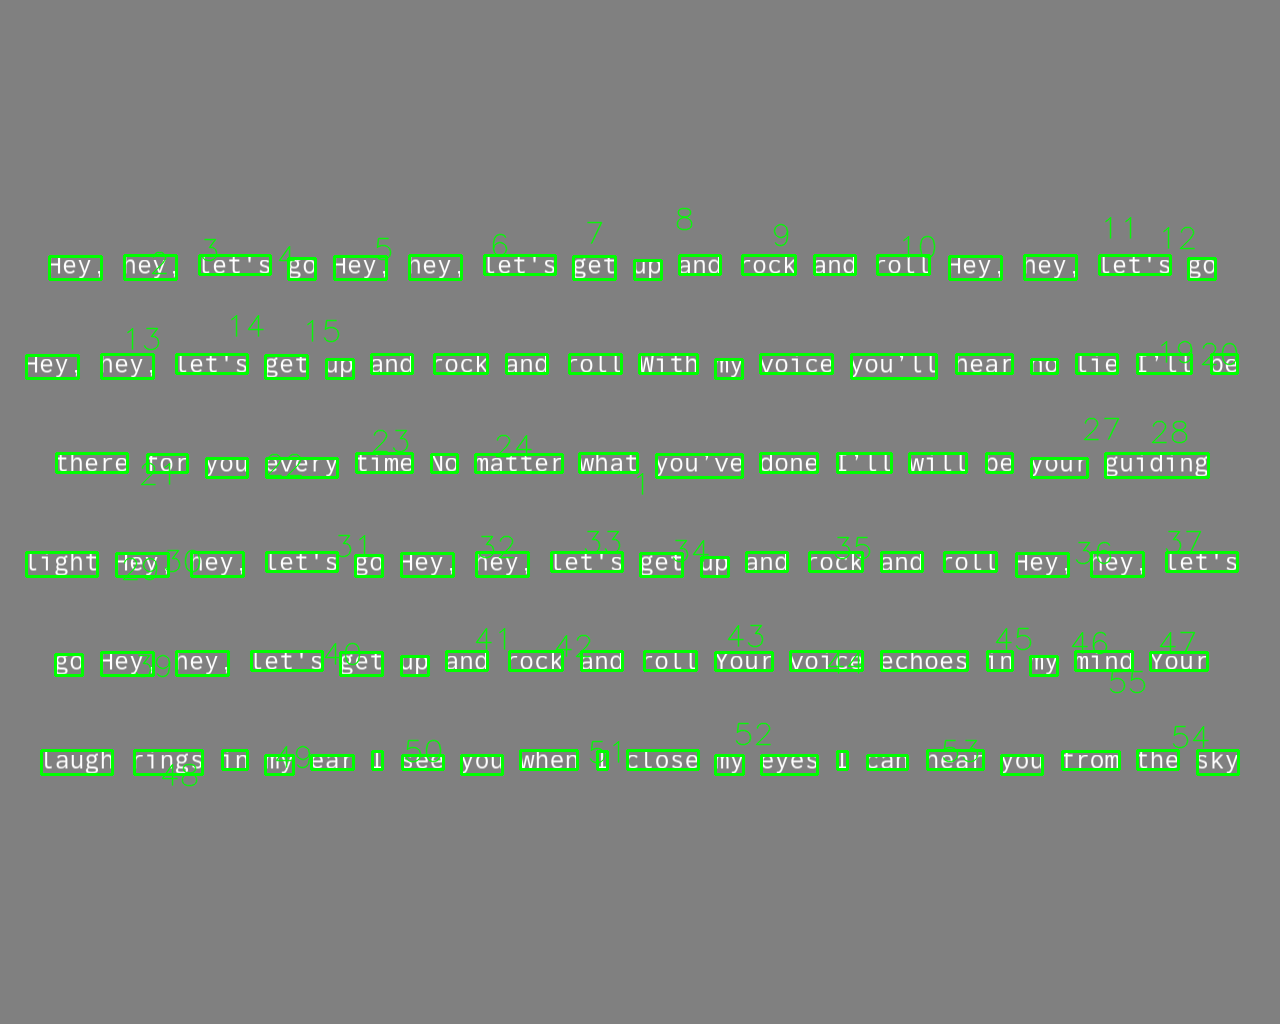 Hey, hey, let's go Hey, hey, let's get up and rock and roll Hey, hey, let's go
Hey, hey, let's get up and rock and roll With my voice you'll hear no lie I'll be
there for you every time No matter what you've done I'll will be your guiding
light Hey, hey, let's go Hey, hey, let's get up and rock and roll Hey, hey, let's
go Hey, hey, let's get up and rock and roll Your voice echoes in my mind Your
laugh rings in my ear I see you when I close my eyes I can hear you from the sky